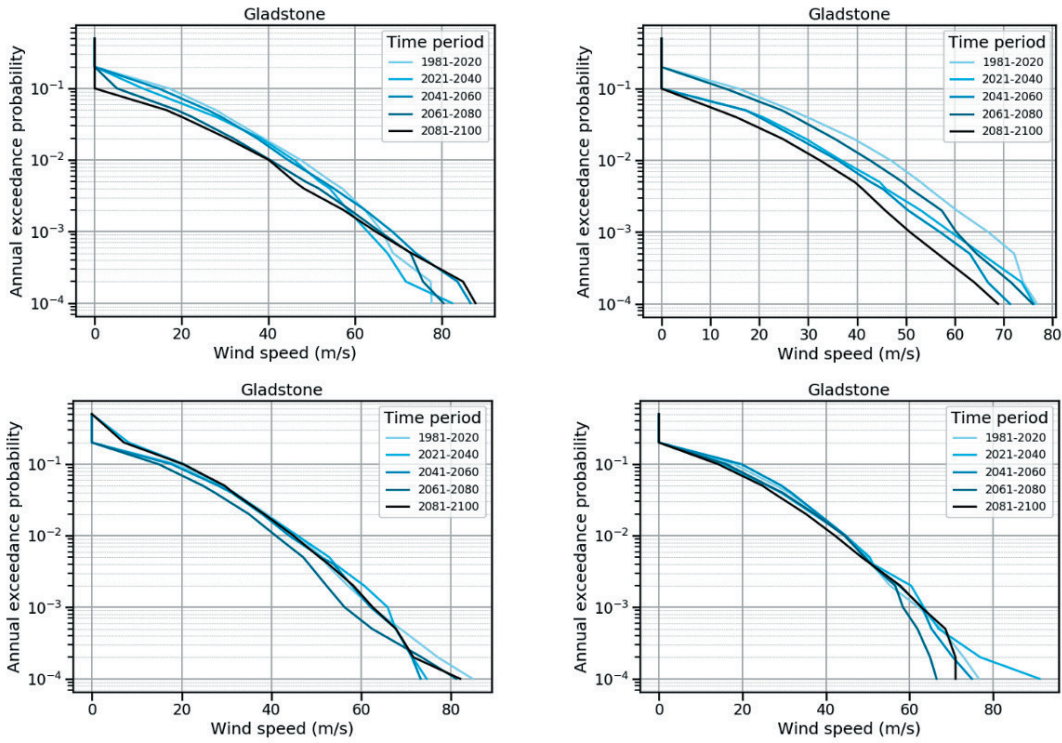 Gladstone
Annual exceedance probability
10⁻¹
10⁻²
10⁻³
10⁻⁴
Time period
1981-2020
2021-2040
2041-2060
2061-2080
2081-2100
0 20 40 60 80
Wind speed (m/s)
Gladstone
Annual exceedance probability
10⁻¹
10⁻²
10⁻³
10⁻⁴
Time period
1981-2020
2021-2040
2041-2060
2061-2080
2081-2100
0 10 20 30 40 50 60 70 80
Wind speed (m/s)
Gladstone
Annual exceedance probability
10⁻¹
10⁻²
10⁻³
10⁻⁴
Time period
1981-2020
2021-2040
2041-2060
2061-2080
2081-2100
0 20 40 60 80
Wind speed (m/s)
Gladstone
Annual exceedance probability
10⁻¹
10⁻²
10⁻³
10⁻⁴
Time period
1981-2020
2021-2040
2041-2060
2061-2080
2081-2100
0 20 40 60 80
Wind speed (m/s)